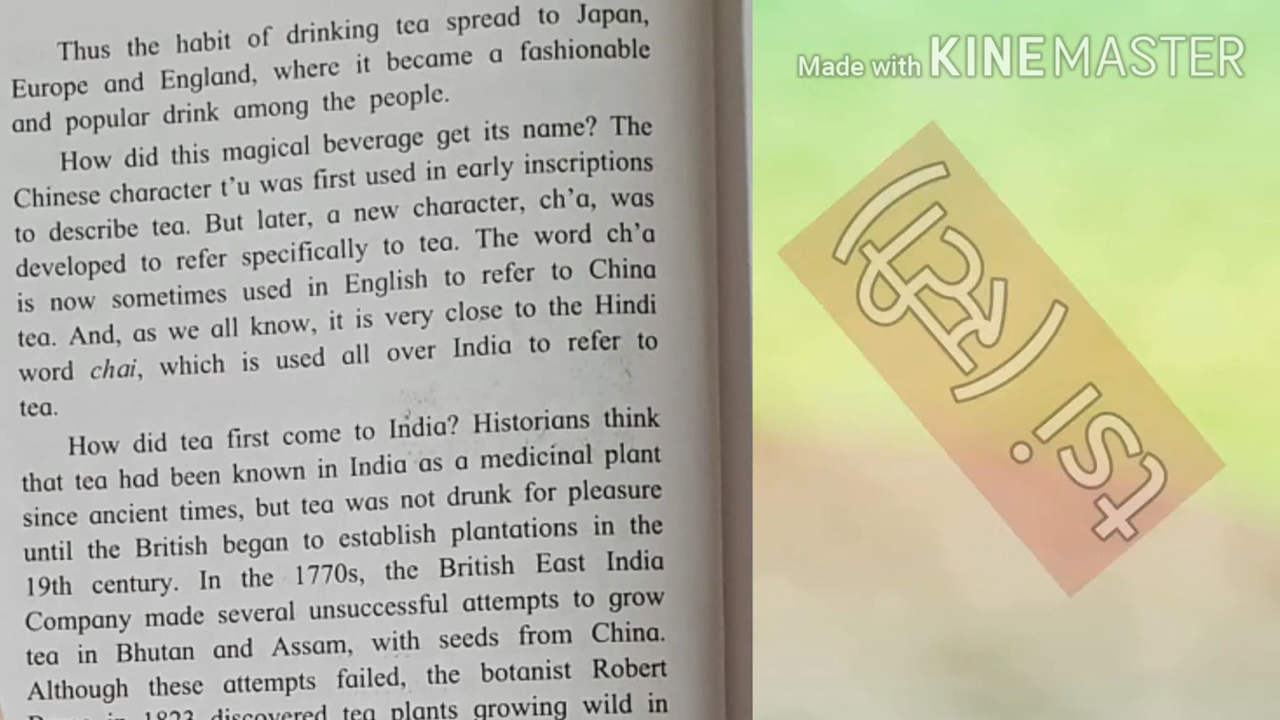 Thus the habit of drinking tea spread to Japan,
Europe and England, where it became a fashionable
and popular drink among the people.
How did this magical beverage get its name? The
Chinese character t’u was first used in early inscriptions
to describe tea. But later, a new character, ch’a, was
developed to refer specifically to tea. The word ch’a
is now sometimes used in English to refer to China
tea. And, as we all know, it is very close to the Hindi
word chai, which is used all over India to refer to
tea.
How did tea first come to India? Historians think
that tea had been known in India as a medicinal plant
since ancient times, but tea was not drunk for pleasure
until the British began to establish plantations in the
19th century. In the 1770s, the British East India
Company made several unsuccessful attempts to grow
tea in Bhutan and Assam, with seeds from China.
Although these attempts failed, the botanist Robert
in 1823 discovered tea plants growing wild in
Made with KINEMASTER